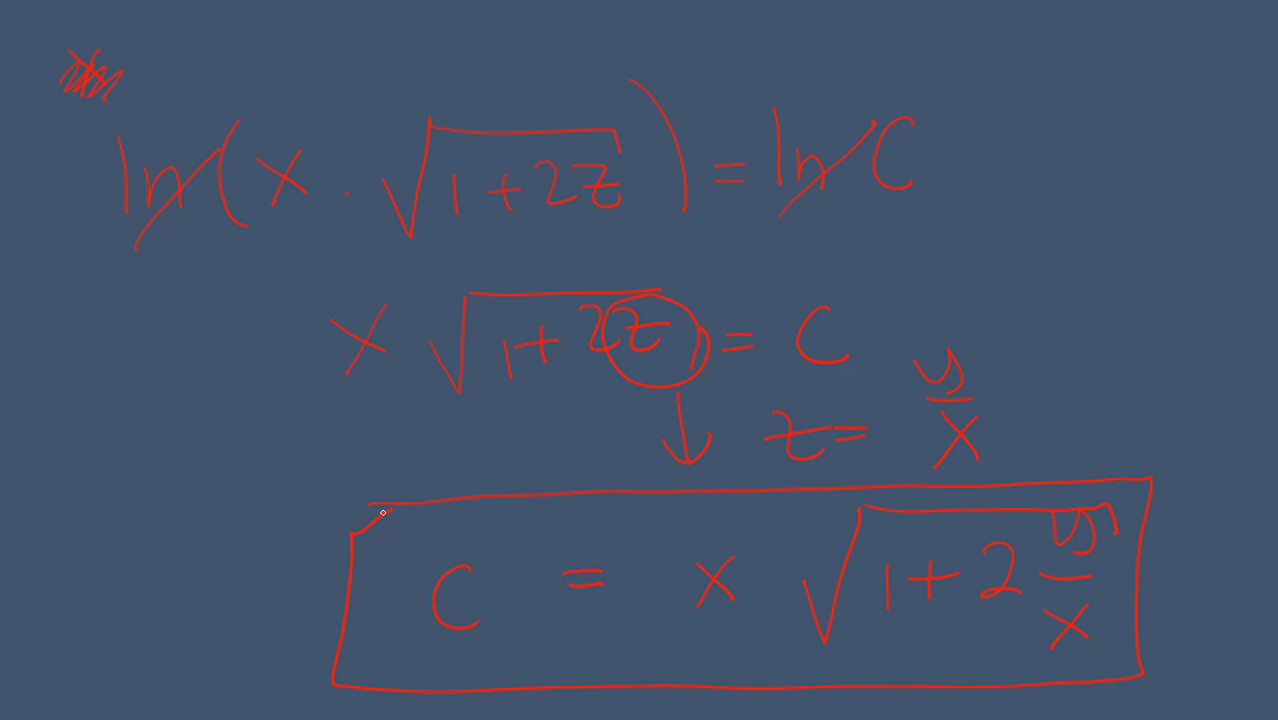 ln(x · √1+2z) = ln C
x √1+2z = C
z = y/x
C = x √1+2 y/x